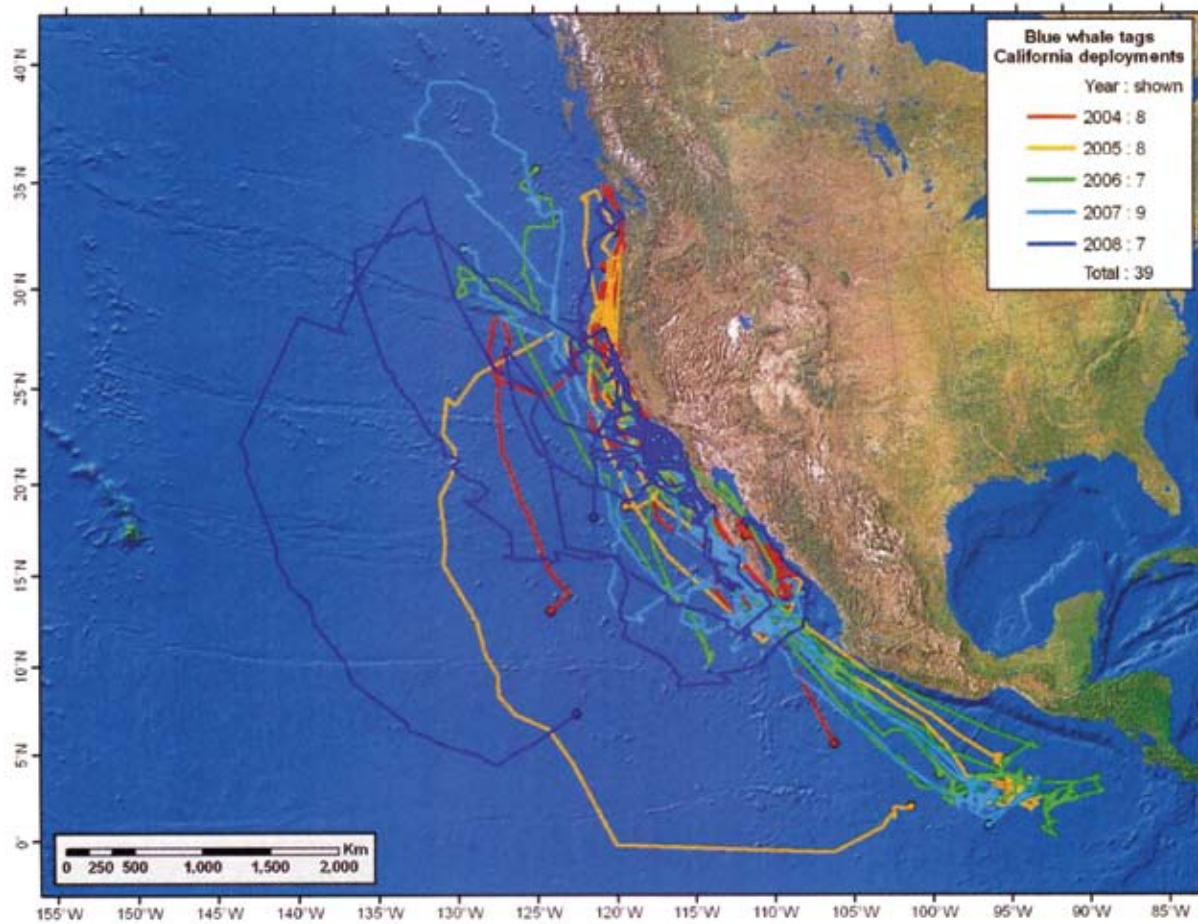 Blue whale tags
California deployments
Year : shown
2004 : 8
2005 : 8
2006 : 7
2007 : 9
2008 : 7
Total : 39
40°N
35°N
30°N
25°N
20°N
15°N
10°N
5°N
0°
Km
0 250 500 1,000 1,500 2,000
155°W 150°W 145°W 140°W 135°W 130°W 125°W 120°W 115°W 110°W 105°W 100°W 95°W 90°W 85°W